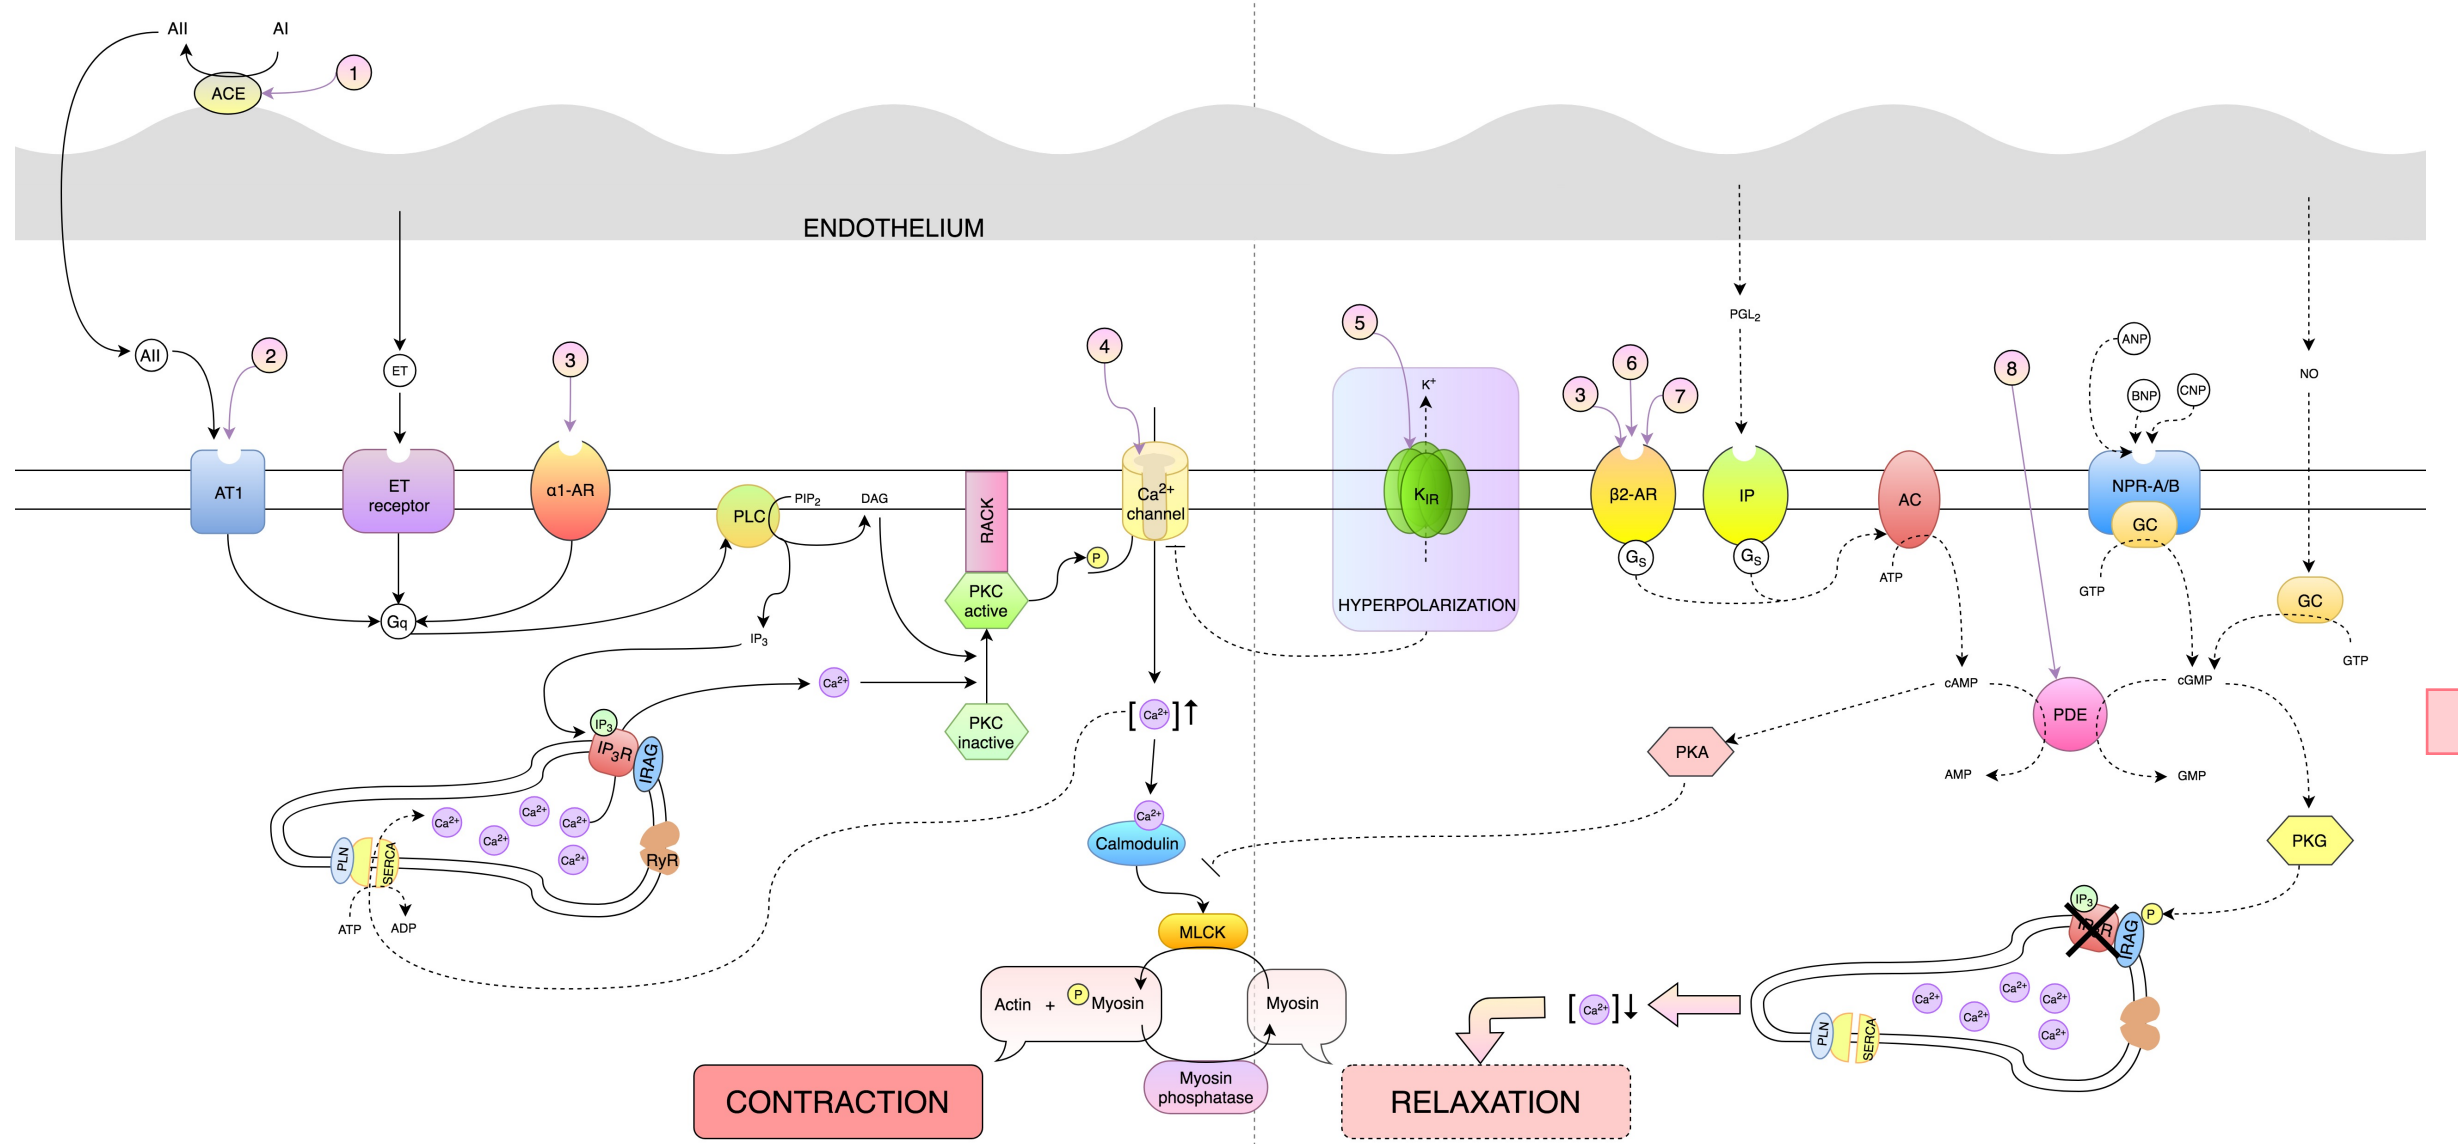 AII
AI
1
ACE
ENDOTHELIUM
PGL2
5
4
ANP
6
AII
2
3
8
ET
NO
K+
3
7
BNP
CNP
AT1
ET
receptor
α1-AR
PLC
PIP2
DAG
RACK
Ca2+
channel
KIR
β2-AR
IP
AC
NPR-A/B
GC
P
GS
GS
ATP
GTP
PKC
active
HYPERPOLARIZATION
GC
Gq
IP3
GTP
Ca2+
cAMP
cGMP
IP3
IP3R
IRAG
PKC
inactive
[Ca2+]↑
PDE
PKA
AMP
GMP
Ca2+
Ca2+
Ca2+
Ca2+
Ca2+
Ca2+
Calmodulin
PKG
PLN
SERCA
RyR
ATP
ADP
IP3
IP3R
IRAG
P
MLCK
Actin + P Myosin
Myosin
[Ca2+]↓
Ca2+
Ca2+
Ca2+
Ca2+
Ca2+
PLN
SERCA
Myosin
phosphatase
CONTRACTION
RELAXATION